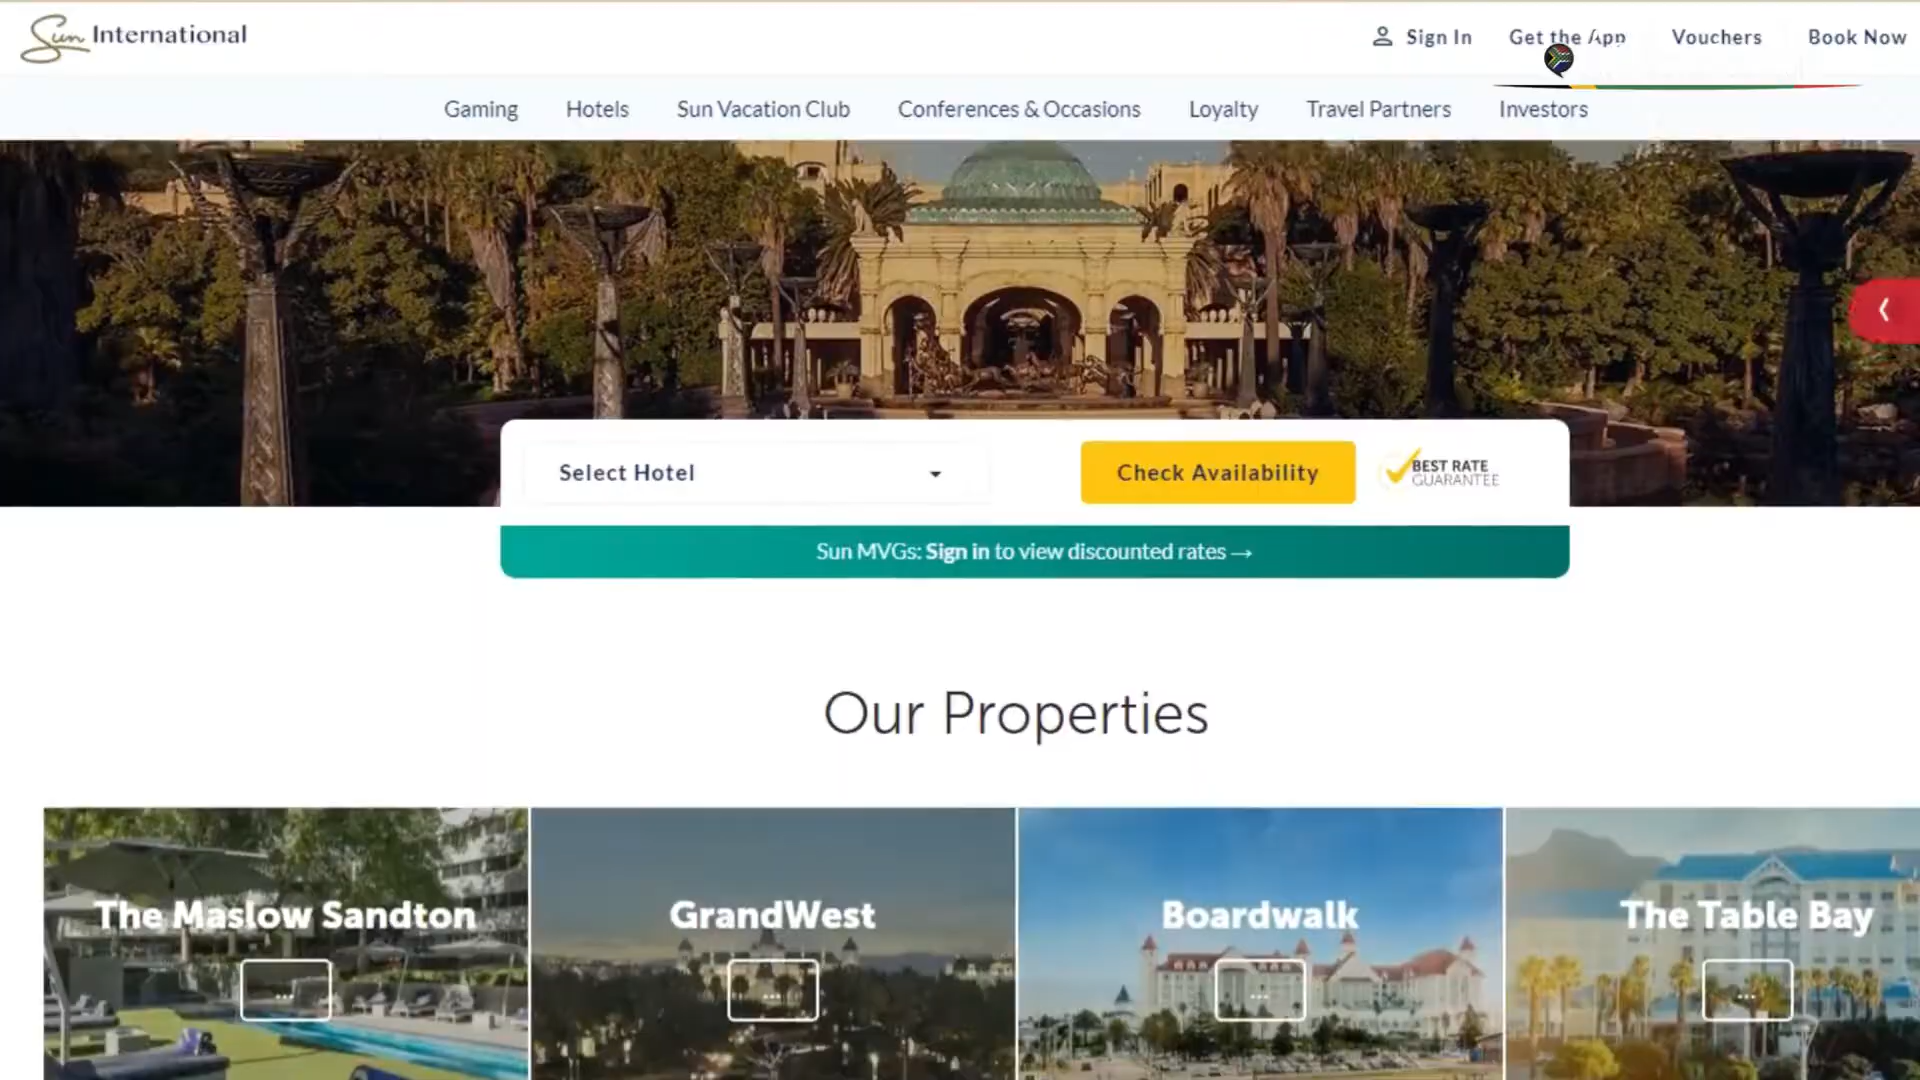 Sun International
Sign In
Get the App
Vouchers
Book Now
Gaming
Hotels
Sun Vacation Club
Conferences & Occasions
Loyalty
Travel Partners
Investors
Select Hotel
Check Availability
BEST RATE
GUARANTEE
Sun MVGs: Sign in to view discounted rates →
Our Properties
The Maslow Sandton
GrandWest
Boardwalk
The Table Bay
...
...
...
...